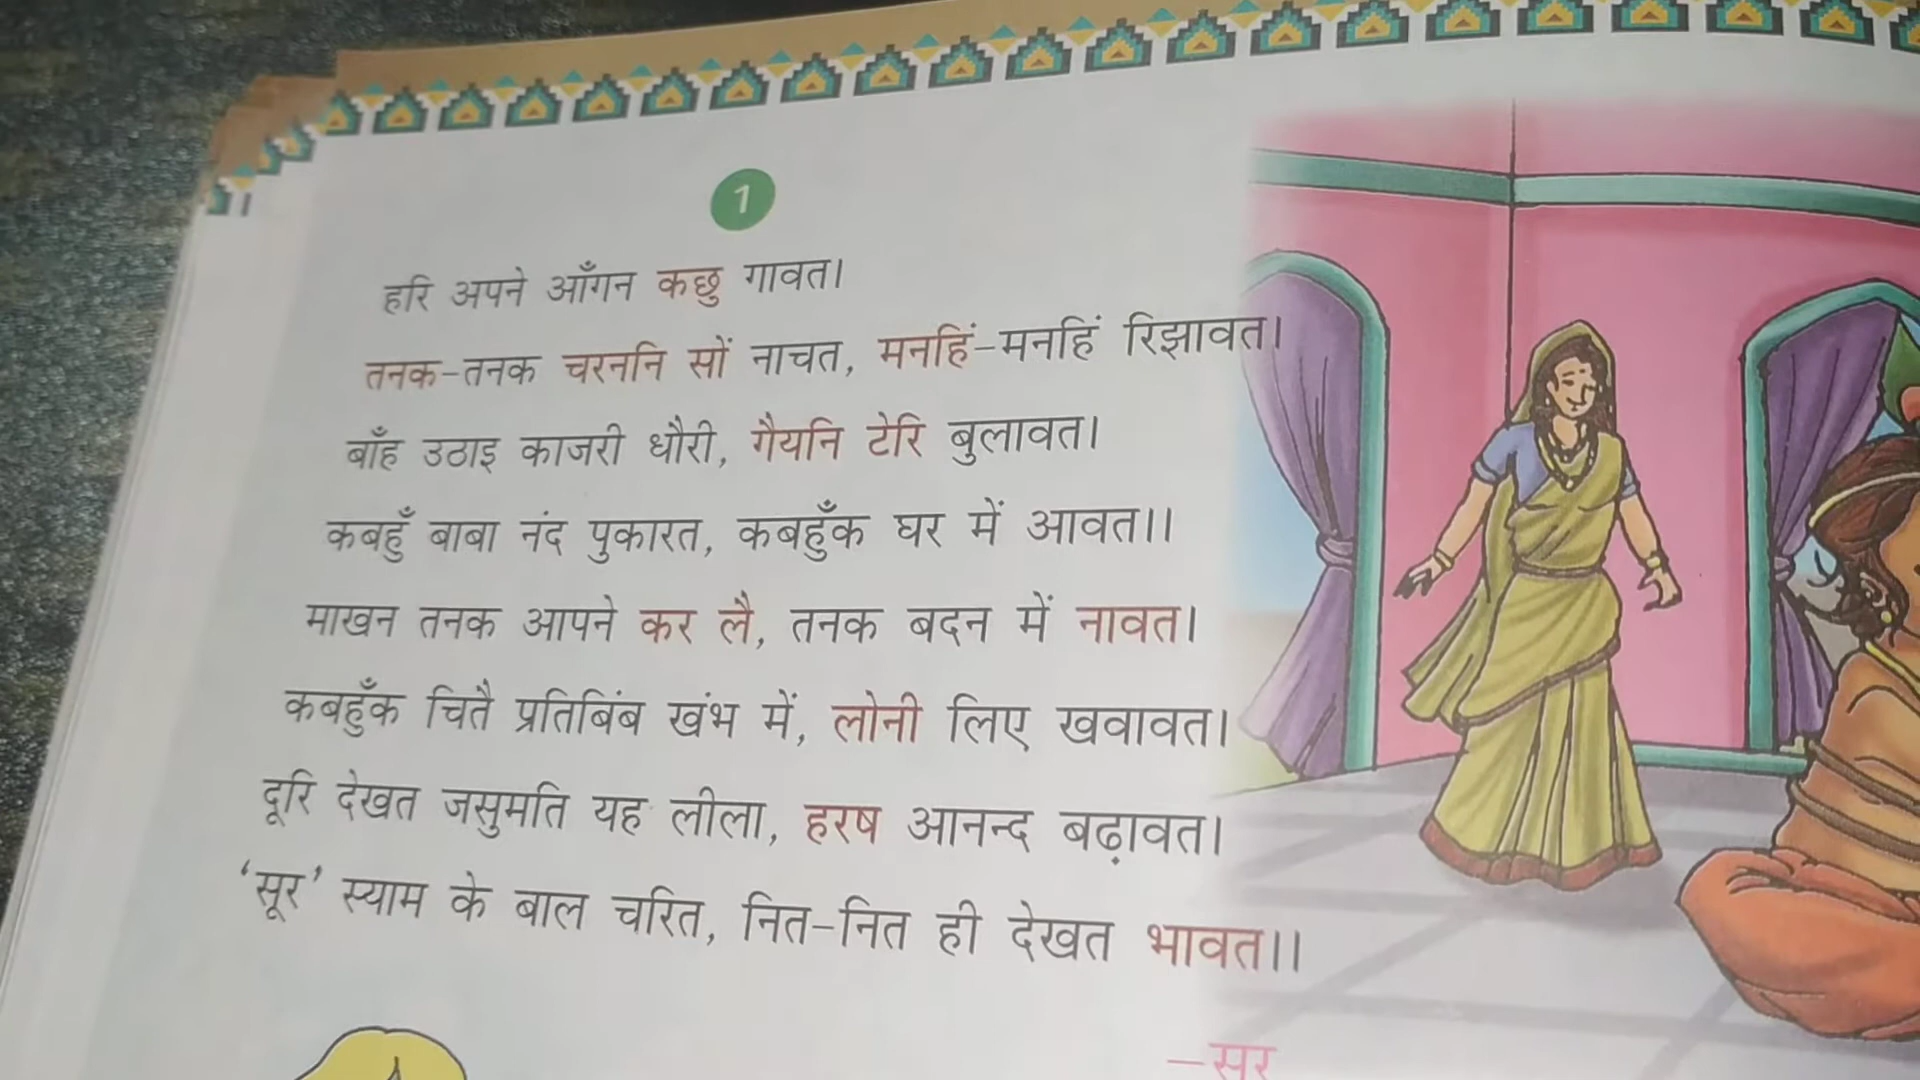 1
हरि अपने आँगन कछु गावत।
तनक-तनक चरननि सों नाचत, मनहिं-मनहिं रिझावत।
बाँह उठाइ काजरी धौरी, गैयनि टेरि बुलावत।
कबहुँ बाबा नंद पुकारत, कबहुँक घर में आवत।।
माखन तनक आपने कर लै, तनक बदन में नावत।
कबहुँक चितै प्रतिबिंब खंभ में, लोनी लिए खवावत।
दूरि देखत जसुमति यह लीला, हरष आनन्द बढ़ावत।
‘सूर’ स्याम के बाल चरित, नित-नित ही देखत भावत।।